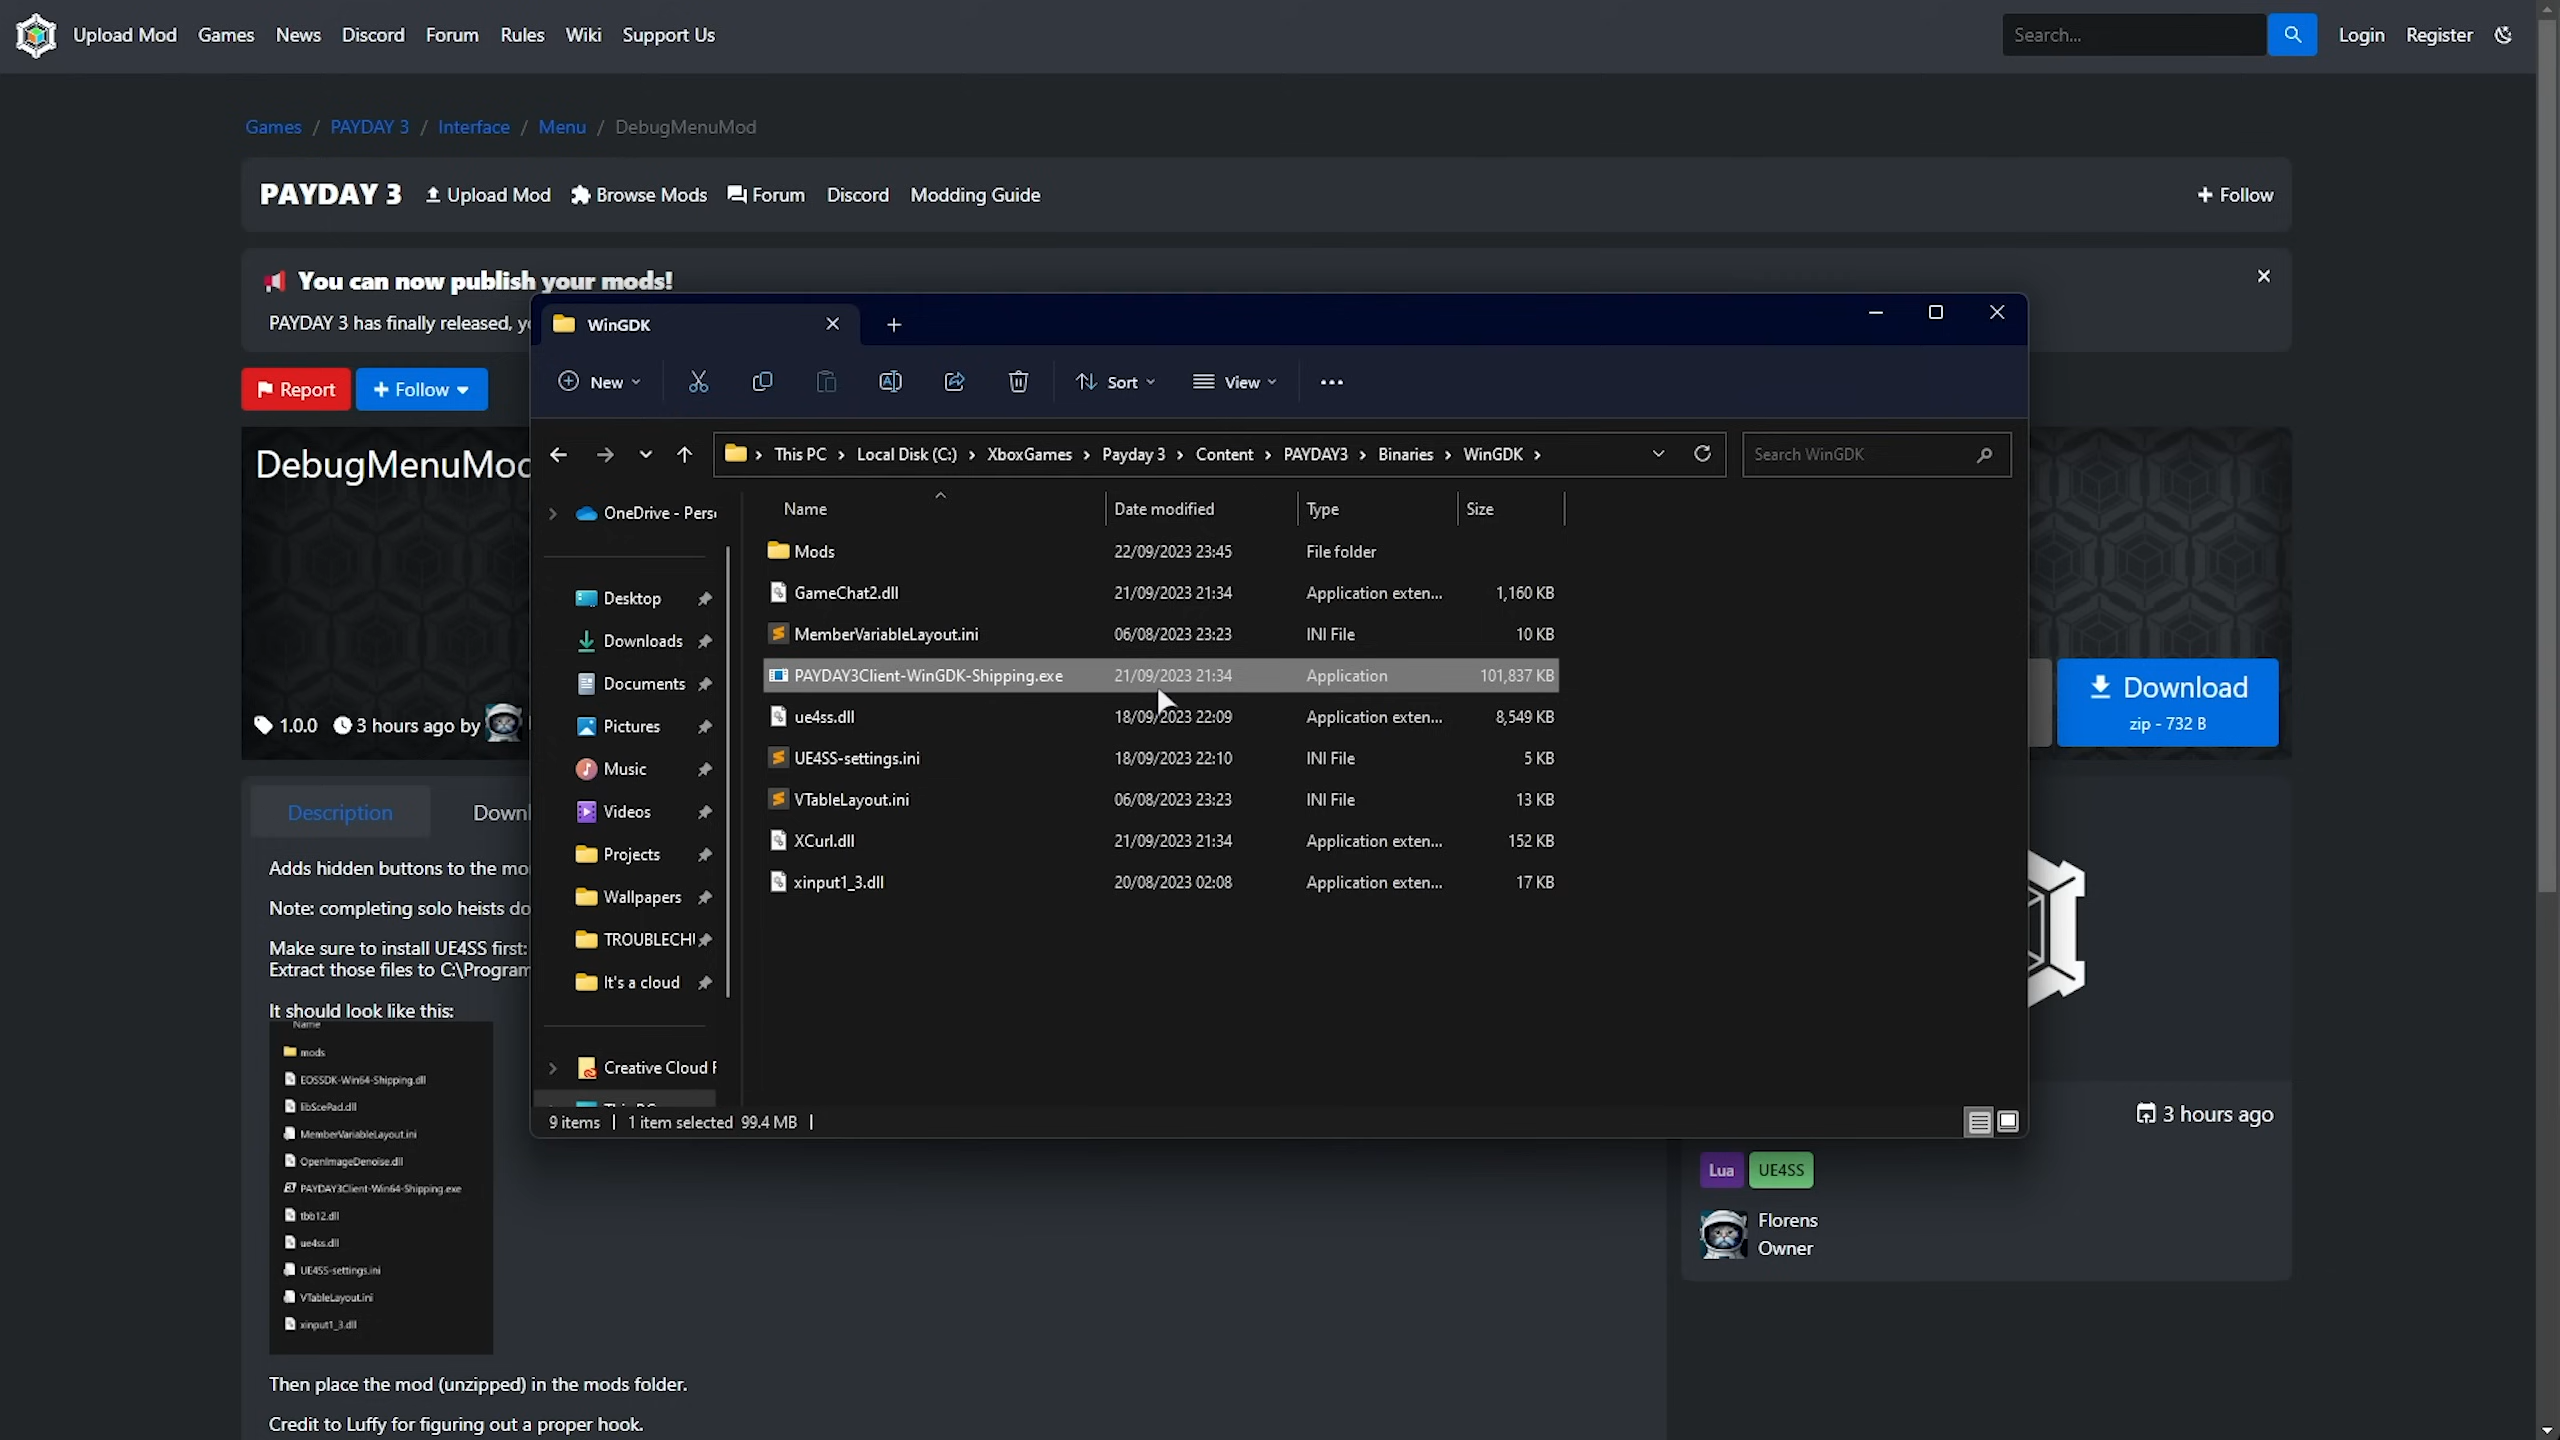 Upload Mod Games News Discord Forum Rules Wiki Support Us Search... Login Register
Games / PAYDAY 3 / Interface / Menu / DebugMenuMod
PAYDAY 3 Upload Mod Browse Mods Forum Discord Modding Guide + Follow
You can now publish your mods!
PAYDAY 3 has finally released, yo
Report + Follow
DebugMenuMod
1.0.0 3 hours ago by
Download
zip - 732 B
Description Downl
Adds hidden buttons to the mo
Note: completing solo heists do
Make sure to install UE4SS first:
Extract those files to C:\Program
It should look like this:
Name
mods
EOSSDK-Win64-Shipping.dll
libScePad.dll
MemberVariableLayout.ini
OpenImageDenoise.dll
PAYDAY3Client-Win64-Shipping.exe
tbb12.dll
ue4ss.dll
UE4SS-settings.ini
VTableLayout.ini
xinput1_3.dll
Then place the mod (unzipped) in the mods folder.
Credit to Luffy for figuring out a proper hook.
WinGDK
New Sort View
This PC > Local Disk (C:) > XboxGames > Payday 3 > Content > PAYDAY3 > Binaries > WinGDK > Search WinGDK
OneDrive - Pers
Desktop
Downloads
Documents
Pictures
Music
Videos
Projects
Wallpapers
TROUBLECH
It's a cloud
Creative Cloud F
Name Date modified Type Size
Mods 22/09/2023 23:45 File folder
GameChat2.dll 21/09/2023 21:34 Application exten... 1,160 KB
MemberVariableLayout.ini 06/08/2023 23:23 INI File 10 KB
PAYDAY3Client-WinGDK-Shipping.exe 21/09/2023 21:34 Application 101,837 KB
ue4ss.dll 18/09/2023 22:09 Application exten... 8,549 KB
UE4SS-settings.ini 18/09/2023 22:10 INI File 5 KB
VTableLayout.ini 06/08/2023 23:23 INI File 13 KB
XCurl.dll 21/09/2023 21:34 Application exten... 152 KB
xinput1_3.dll 20/08/2023 02:08 Application exten... 17 KB
9 items 1 item selected 99.4 MB
3 hours ago
Lua UE4SS
Florens
Owner